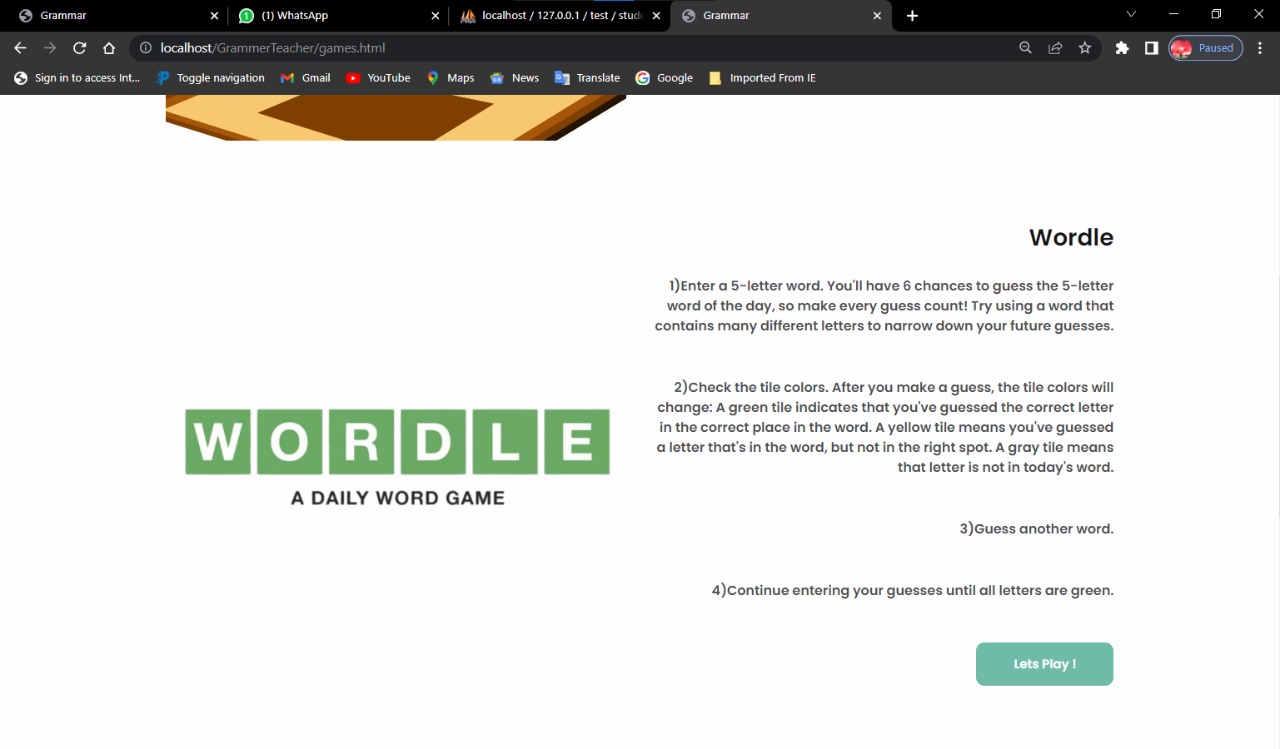 Grammar
(1) WhatsApp
localhost / 127.0.0.1 / test / stud
Grammar
localhost/GrammerTeacher/games.html
Paused
Sign in to access Int...
Toggle navigation
Gmail
YouTube
Maps
News
Translate
Google
Imported From IE
Wordle
1)Enter a 5-letter word. You'll have 6 chances to guess the 5-letter
word of the day, so make every guess count! Try using a word that
contains many different letters to narrow down your future guesses.
2)Check the tile colors. After you make a guess, the tile colors will
change: A green tile indicates that you've guessed the correct letter
in the correct place in the word. A yellow tile means you've guessed
a letter that's in the word, but not in the right spot. A gray tile means
that letter is not in today's word.
3)Guess another word.
4)Continue entering your guesses until all letters are green.
Lets Play !
WORDLE
A DAILY WORD GAME